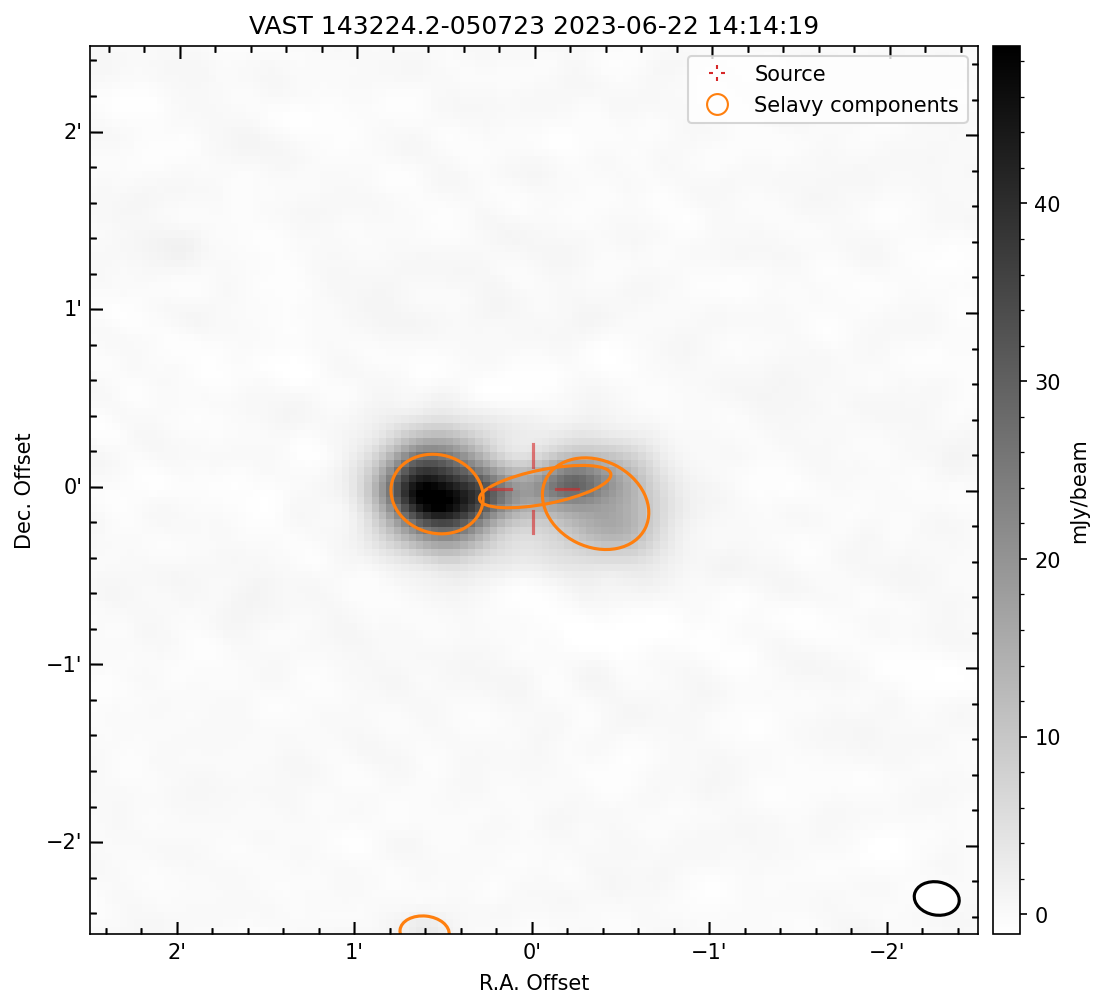 VAST 143224.2-050723 2023-06-22 14:14:19
Source
Selavy components
2'
1'
0'
−1'
−2'
Dec. Offset
2'
1'
0'
−1'
−2'
R.A. Offset
40
30
20
10
0
mJy/beam